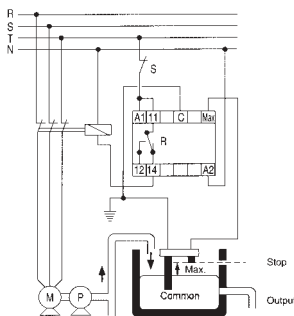 R
S
T
N
S
A1 11 C Max
R
12 14 A2
Max.
Stop
M P
Common
Output